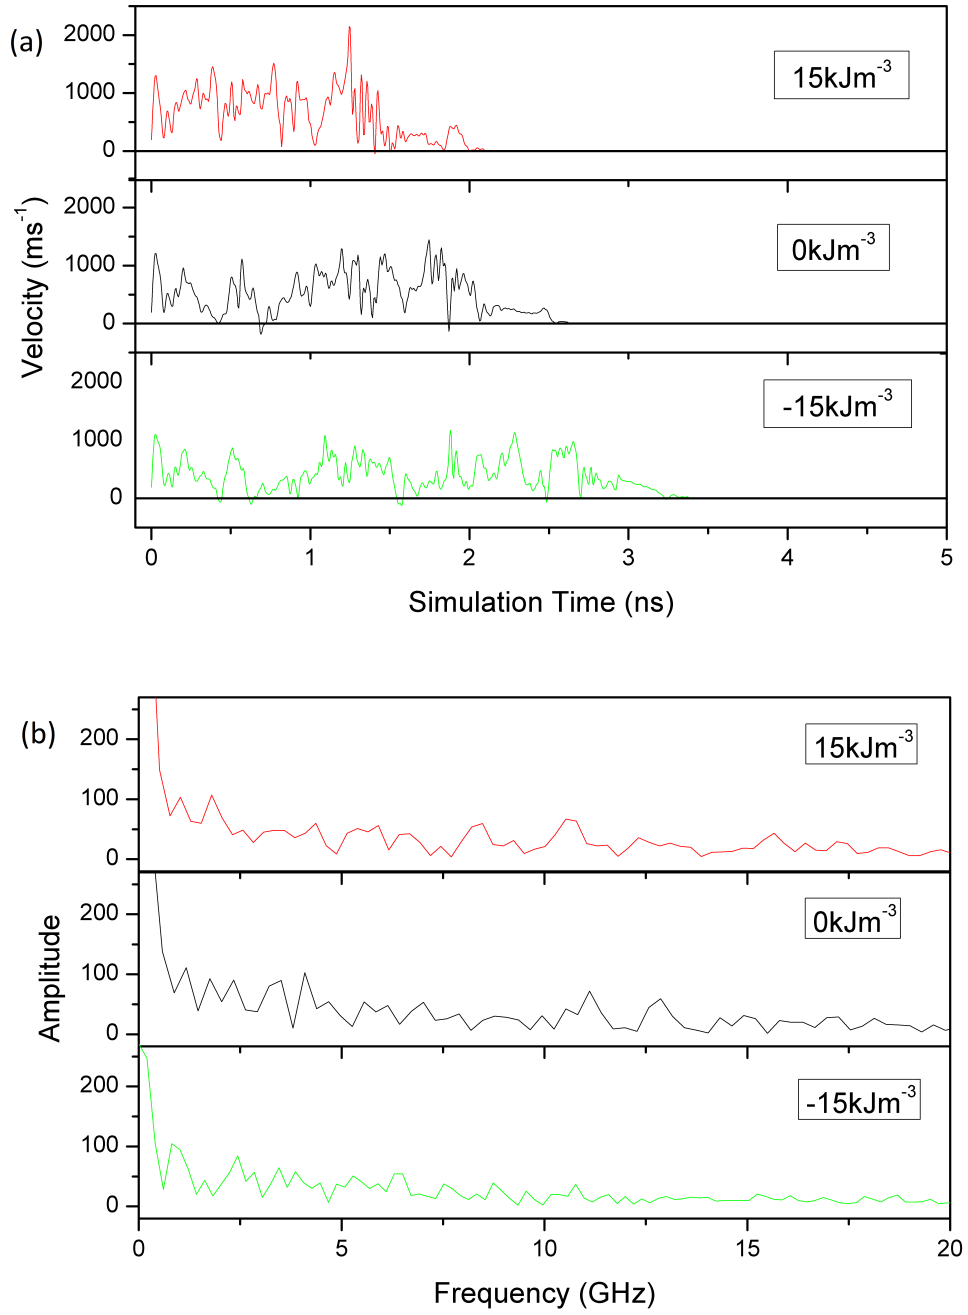 (a)
Velocity (ms⁻¹)
2000
1000
0
15kJm⁻³
2000
1000
0
0kJm⁻³
2000
1000
0
-15kJm⁻³
0 1 2 3 4 5
Simulation Time (ns)
(b)
Amplitude
200
100
0
15kJm⁻³
200
100
0
0kJm⁻³
200
100
0
-15kJm⁻³
0 5 10 15 20
Frequency (GHz)